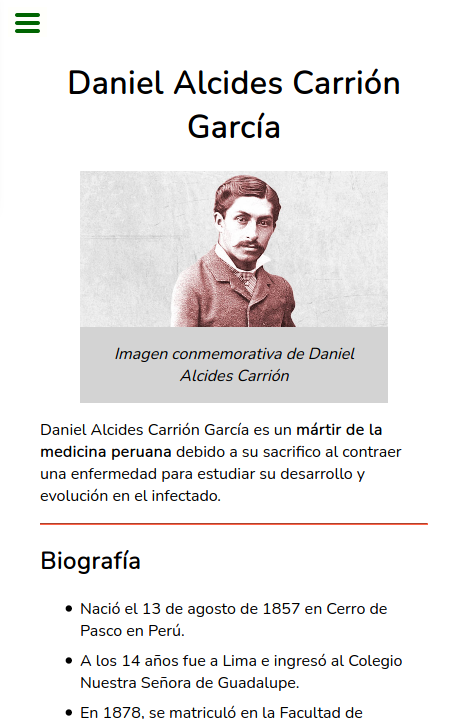 Daniel Alcides Carrión
García
Imagen conmemorativa de Daniel
Alcides Carrión
Daniel Alcides Carrión García es un mártir de la
medicina peruana debido a su sacrifico al contraer
una enfermedad para estudiar su desarrollo y
evolución en el infectado.
Biografía
Nació el 13 de agosto de 1857 en Cerro de
Pasco en Perú.
A los 14 años fue a Lima e ingresó al Colegio
Nuestra Señora de Guadalupe.
En 1878, se matriculó en la Facultad de